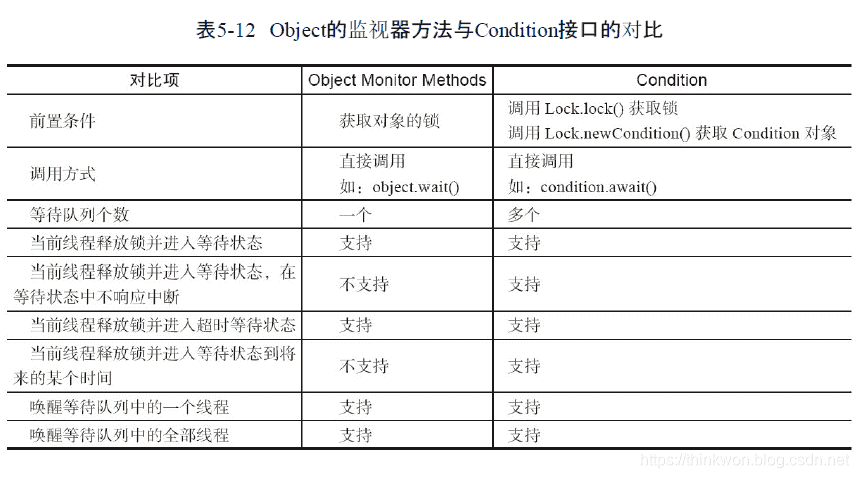 表5-12 Object的监视器方法与Condition接口的对比
对比项 Object Monitor Methods Condition
前置条件 获取对象的锁 调用 Lock.lock() 获取锁
调用 Lock.newCondition() 获取 Condition 对象
调用方式 直接调用 直接调用
如：object.wait() 如：condition.await()
等待队列个数 一个 多个
当前线程释放锁并进入等待状态 支持 支持
当前线程释放锁并进入等待状态，在
等待状态中不响应中断 不支持 支持
当前线程释放锁并进入超时等待状态 支持 支持
当前线程释放锁并进入等待状态到将
来的某个时间 不支持 支持
唤醒等待队列中的一个线程 支持 支持
唤醒等待队列中的全部线程 支持 支持
https://thinkwon.blog.csdn.net